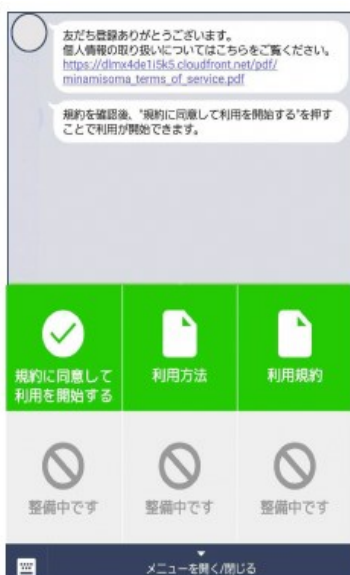 友だち登録ありがとうございます。
個人情報の取り扱いについてはこちらをご覧ください。
https://dlmx4de1i5k5.cloudfront.net/pdf/
minamisoma_terms_of_service.pdf
規約を確認後、"規約に同意して利用を開始する"を押す
ことで利用が開始できます。
規約に同意して
利用を開始する
利用方法
利用規約
整備中です
整備中です
整備中です
メニューを開く/閉じる